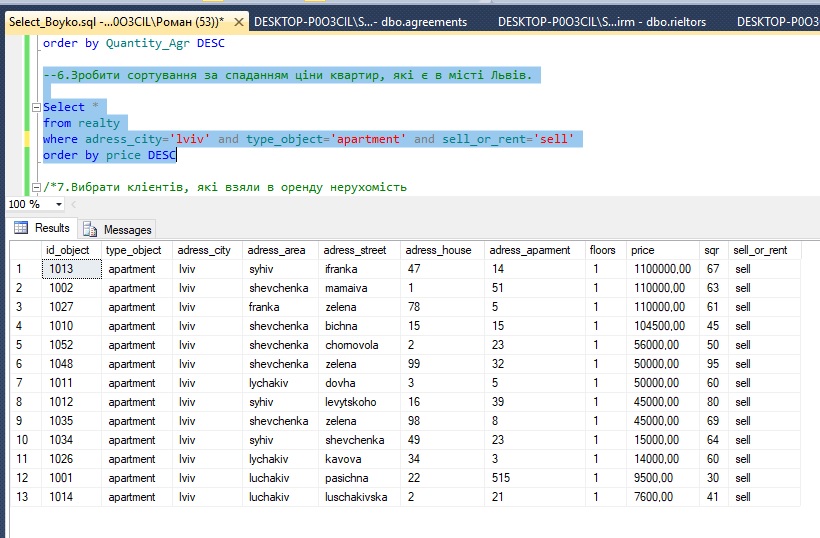 Select_Boyko.sql -...0O3CIL\Роман (53))* DESKTOP-P0O3CIL\S...- dbo.agreements DESKTOP-P0O3CIL\S...irm - dbo.rieltors DESKTOP-P0O3
order by Quantity_Agr DESC
--6.Зробити сортування за спаданням ціни квартир, які є в місті Львів.
Select *
from realty
where adress_city='lviv' and type_object='apartment' and sell_or_rent='sell'
order by price DESC
/*7.Вибрати клієнтів, які взяли в оренду нерухомість
100 %
Results Messages
id_object type_object adress_city adress_area adress_street adress_house adress_aparment floors price sqr sell_or_rent
1 1013 apartment lviv syhiv ifranka 47 14 1 1100000,00 67 sell
2 1002 apartment lviv shevchenka mamaiva 1 51 1 110000,00 63 sell
3 1027 apartment lviv franka zelena 78 5 1 110000,00 61 sell
4 1010 apartment lviv shevchenka bichna 15 15 1 104500,00 45 sell
5 1052 apartment lviv shevchenka chornovola 2 23 1 56000,00 50 sell
6 1048 apartment lviv shevchenka zelena 99 32 1 50000,00 95 sell
7 1011 apartment lviv lychakiv dovha 3 5 1 50000,00 60 sell
8 1012 apartment lviv syhiv levytskoho 16 39 1 45000,00 80 sell
9 1035 apartment lviv shevchenka zelena 98 8 1 45000,00 69 sell
10 1034 apartment lviv syhiv shevchenka 49 23 1 15000,00 64 sell
11 1026 apartment lviv lychakiv kavova 34 3 1 14000,00 60 sell
12 1001 apartment lviv luchakiv pasichna 22 515 1 9500,00 30 sell
13 1014 apartment lviv luchakiv luschakivska 2 21 1 7600,00 41 sell